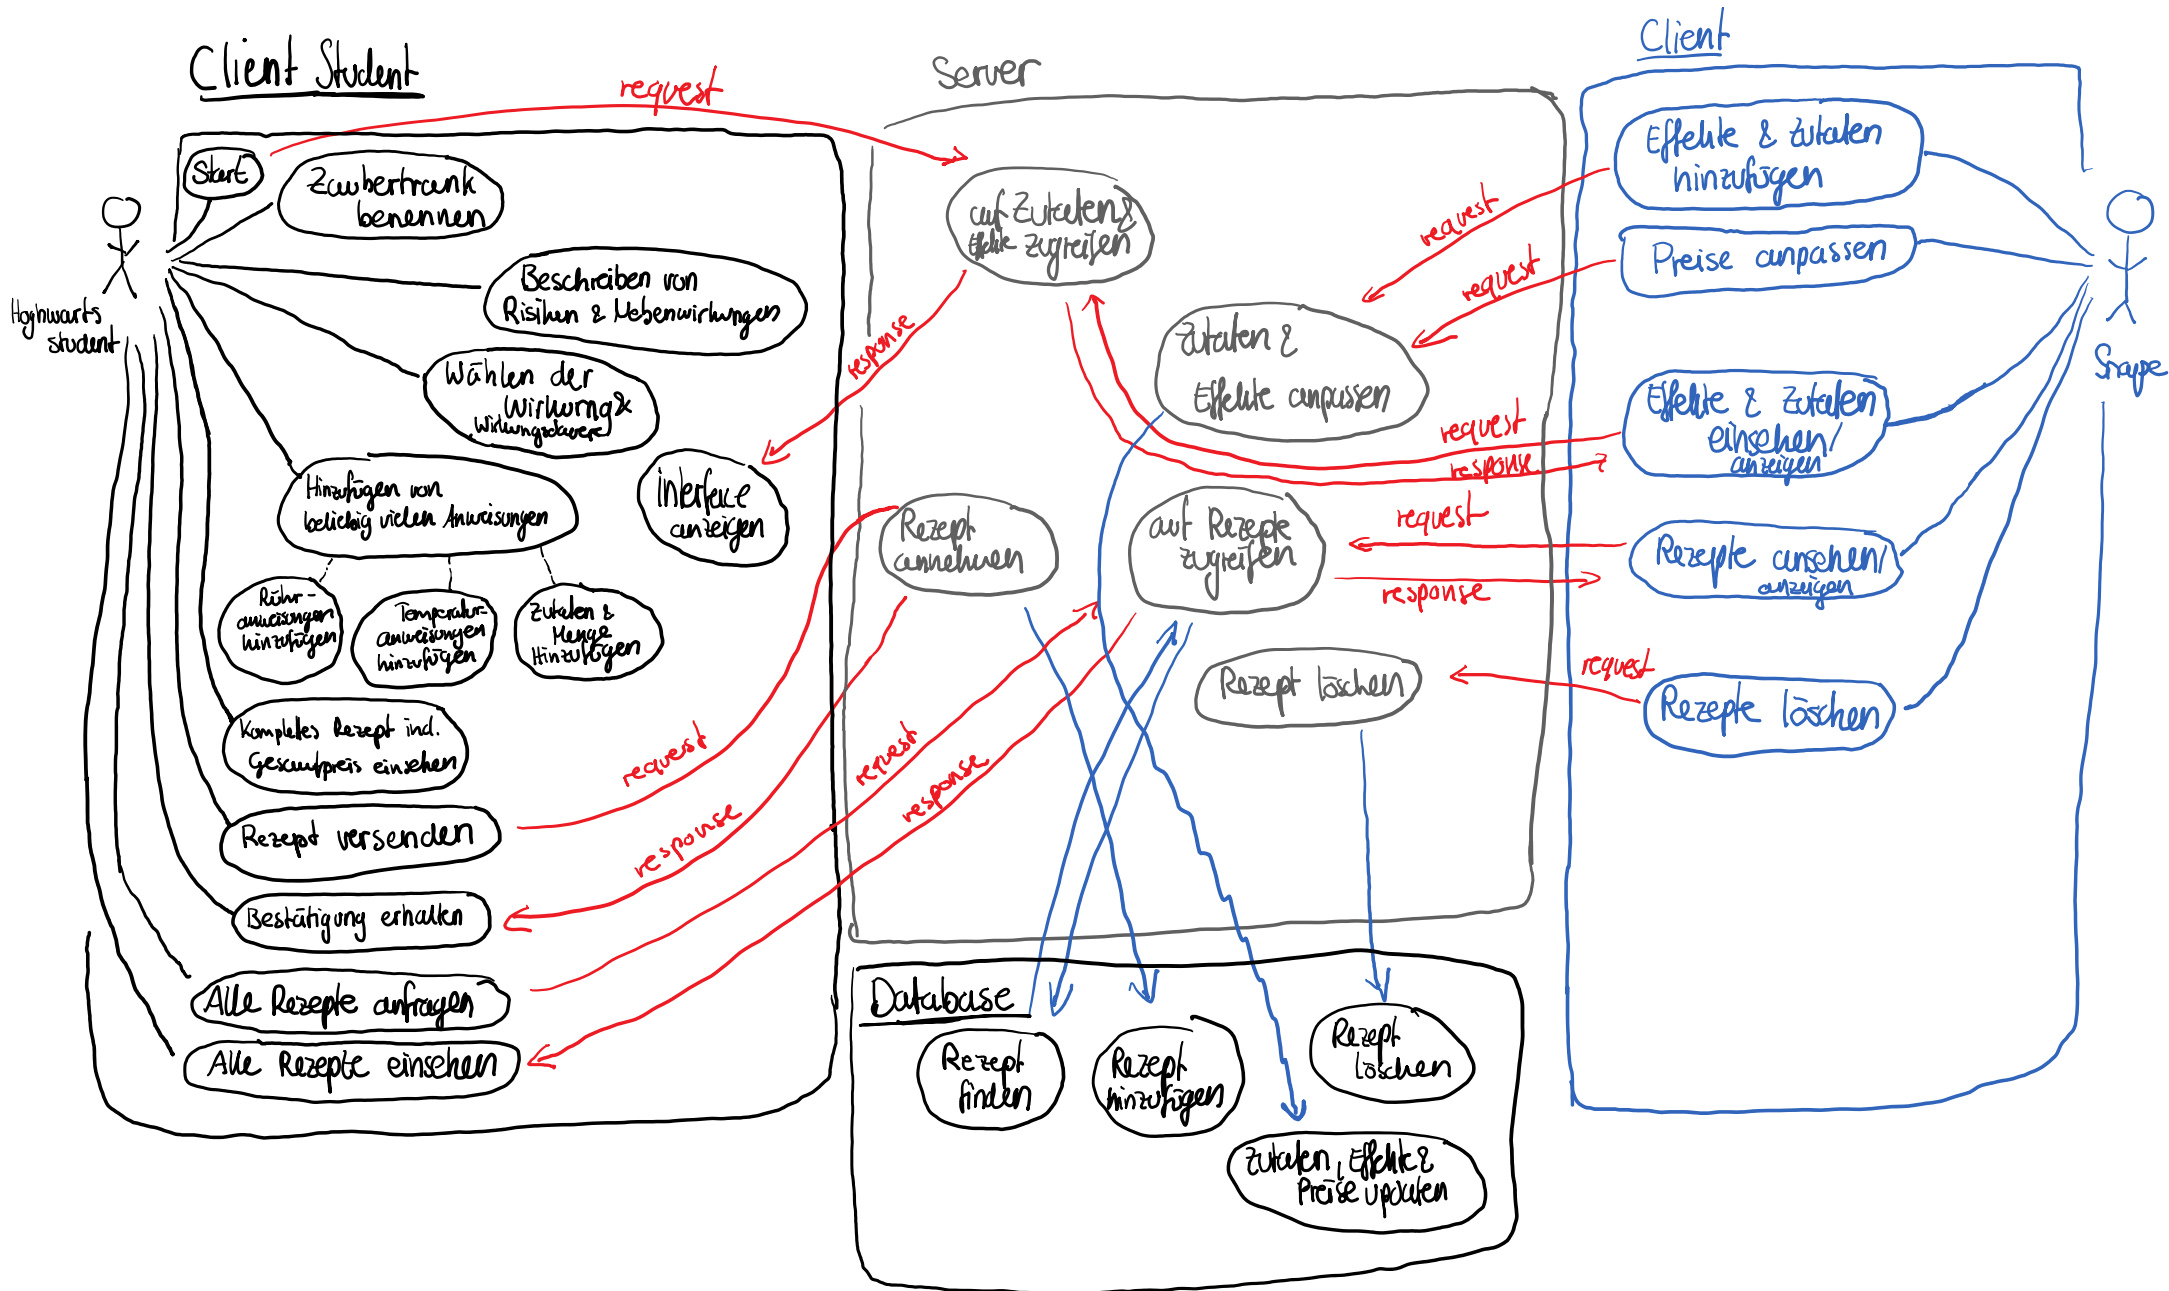 Client Student
request
Start
Zaubertrank
benennen
Beschreiben von
Risiken & Nebenwirkungen
Hoghwarts
student
Wählen der
Wirkung &
Wirkungsdauer
Hinzufügen von
beliebig vielen Anweisungen
Interface
anzeigen
Rühr-
anweisungen
hinzufügen
Temperatur-
anweisungen
hinzufügen
Zutaten &
Menge
Hinzufügen
Komplettes Rezept incl.
Gesamtpreis einsehen
Rezept versenden
Bestätigung erhalten
Alle Rezepte anfragen
Alle Rezepte einsehen
response
request
response
request
response
Server
auf Zutaten &
Effekte zugreifen
Zutaten &
Effekte anpassen
Rezept
annehmen
auf Rezepte
zugreifen
Rezept löschen
request
request
request
response
request
response
request
Client
Effekte & Zutaten
hinzufügen
Preise anpassen
Effekte & Zutaten
einsehen/
anzeigen
Rezepte ansehen/
anzeigen
Rezepte löschen
Snape
Database
Rezept
finden
Rezept
hinzufügen
Rezept
löschen
Zutaten, Effekte &
Preise updaten